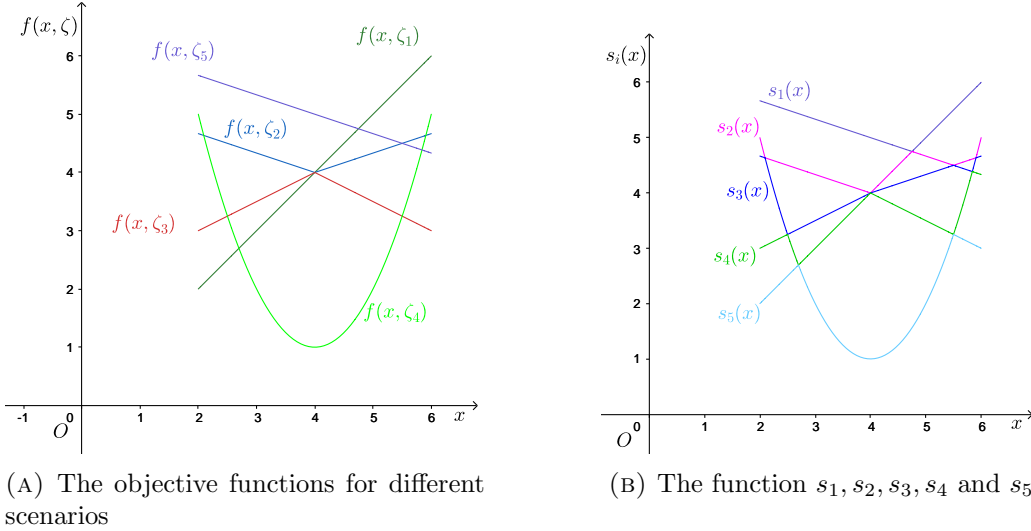 f(x, ζ)
f(x, ζ₁)
f(x, ζ₅)
f(x, ζ₂)
f(x, ζ₃)
f(x, ζ₄)
6
5
4
3
2
1
-1 0 1 2 3 4 5 6 x
O
(A) The objective functions for different
scenarios
sᵢ(x)
s₁(x)
s₂(x)
s₃(x)
s₄(x)
s₅(x)
6
5
4
3
2
1
0 1 2 3 4 5 6 x
O
(B) The function s₁, s₂, s₃, s₄ and s₅